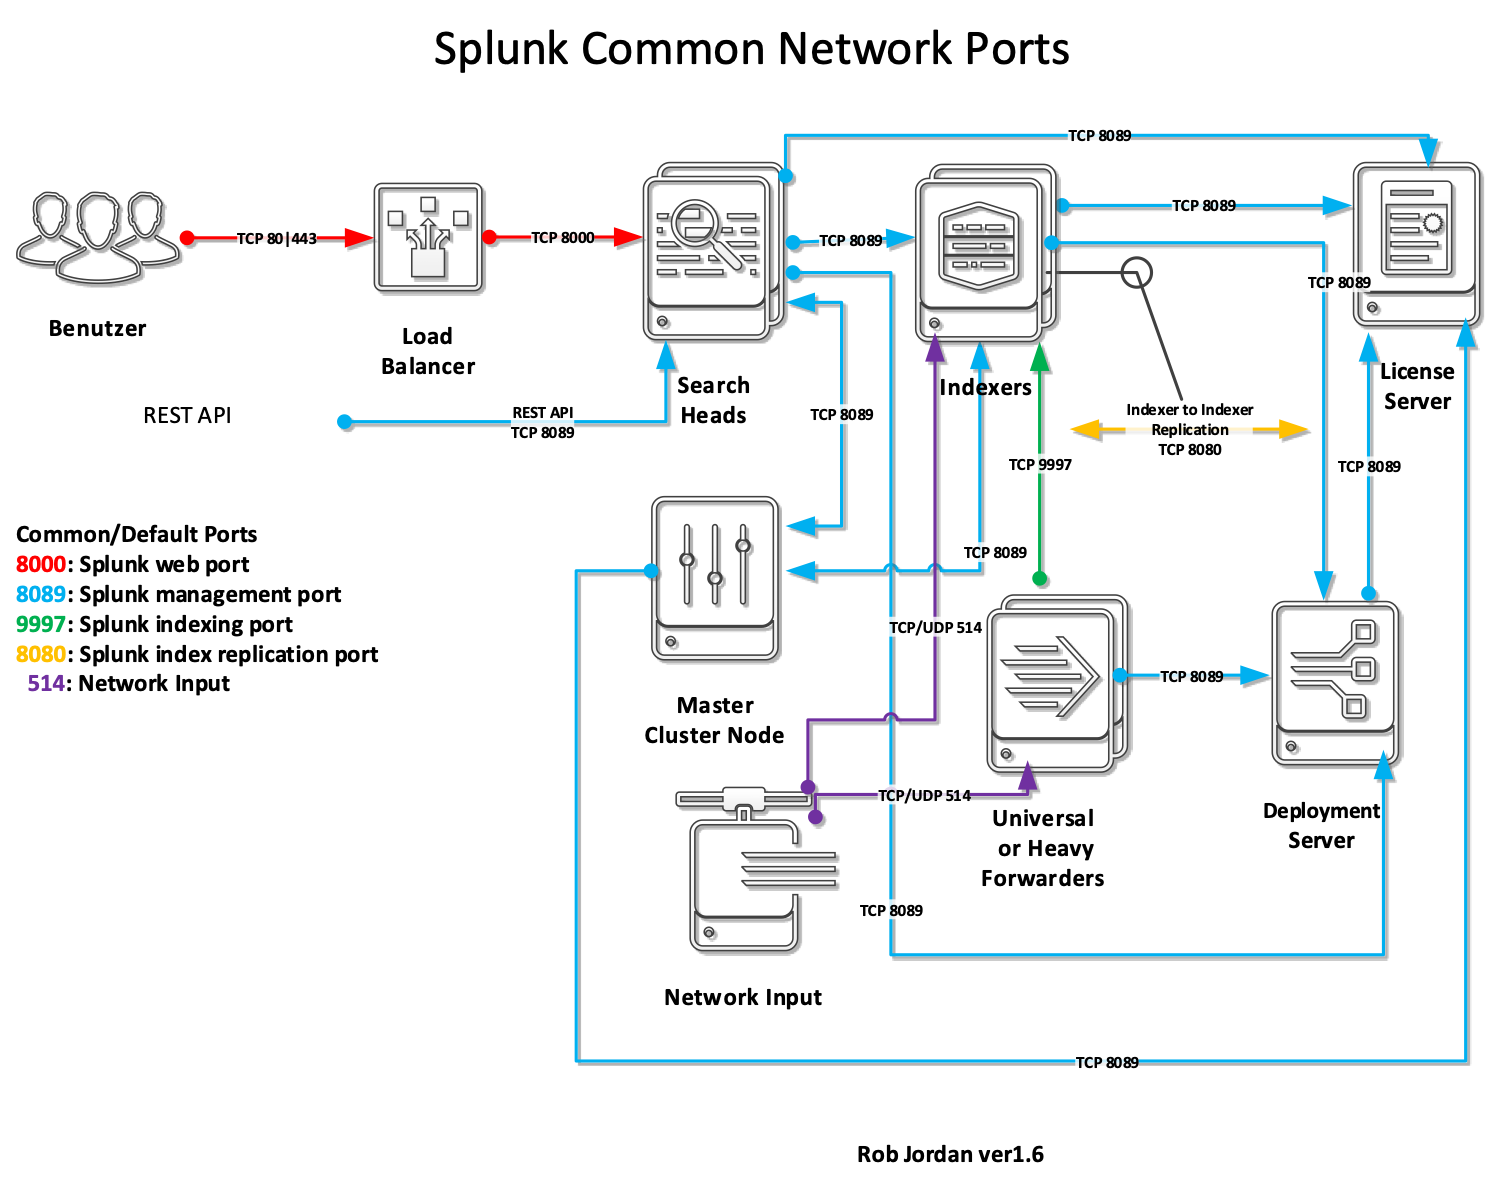 Splunk Common Network Ports
TCP 8089
TCP 8089
TCP 80|443
TCP 8000
TCP 8089
TCP 8089
Benutzer
Load
Balancer
Search
Heads
Indexers
License
Server
REST API
REST API
TCP 8089
TCP 8089
Indexer to Indexer
Replication
TCP 8080
TCP 9997
TCP 8089
TCP 8089
Common/Default Ports
8000: Splunk web port
8089: Splunk management port
9997: Splunk indexing port
8080: Splunk index replication port
514: Network Input
TCP/UDP 514
TCP 8089
Master
Cluster Node
TCP/UDP 514
Universal
or Heavy
Forwarders
Deployment
Server
TCP 8089
Network Input
TCP 8089
Rob Jordan ver1.6